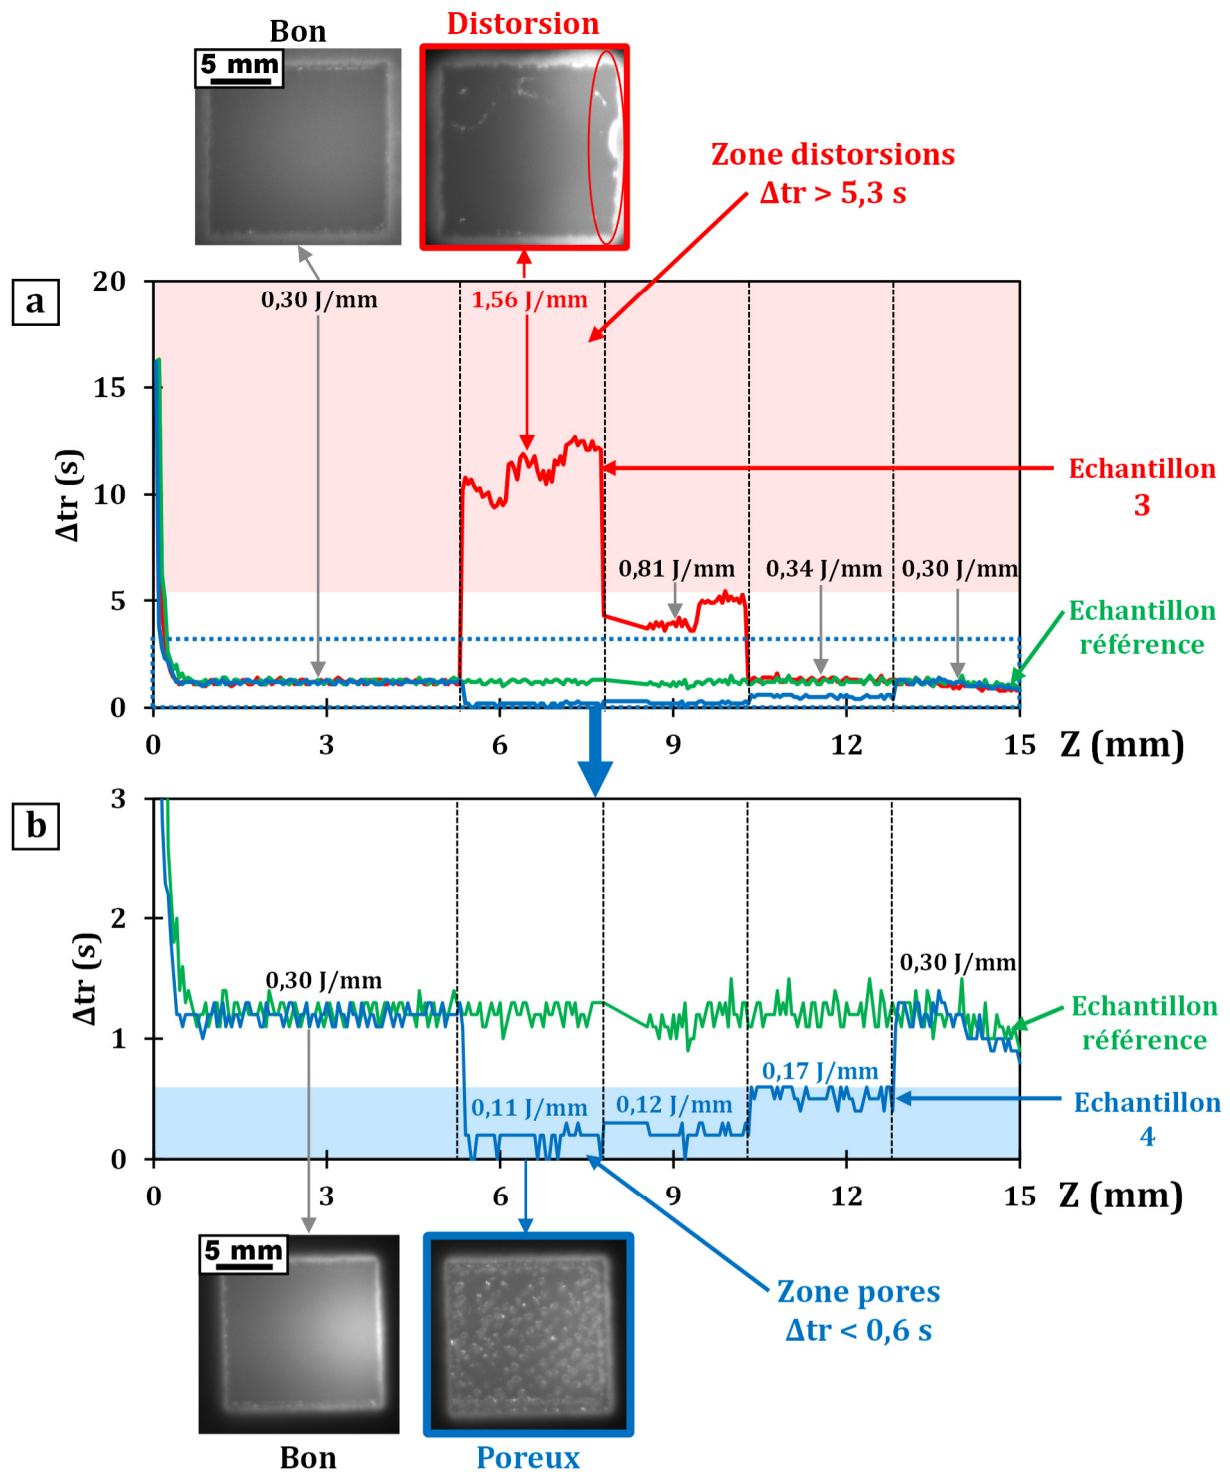 Bon
Distorsion
5 mm
Zone distorsions
Δtr > 5,3 s
a
20
15
10
5
0
Δtr (s)
0,30 J/mm
1,56 J/mm
0,81 J/mm
0,34 J/mm
0,30 J/mm
Echantillon
3
Echantillon
référence
0
3
6
9
12
15
Z (mm)
b
3
2
1
0
Δtr (s)
0,30 J/mm
0,11 J/mm
0,12 J/mm
0,17 J/mm
0,30 J/mm
Echantillon
référence
Echantillon
4
0
3
6
9
12
15
Z (mm)
5 mm
Zone pores
Δtr < 0,6 s
Bon
Poreux